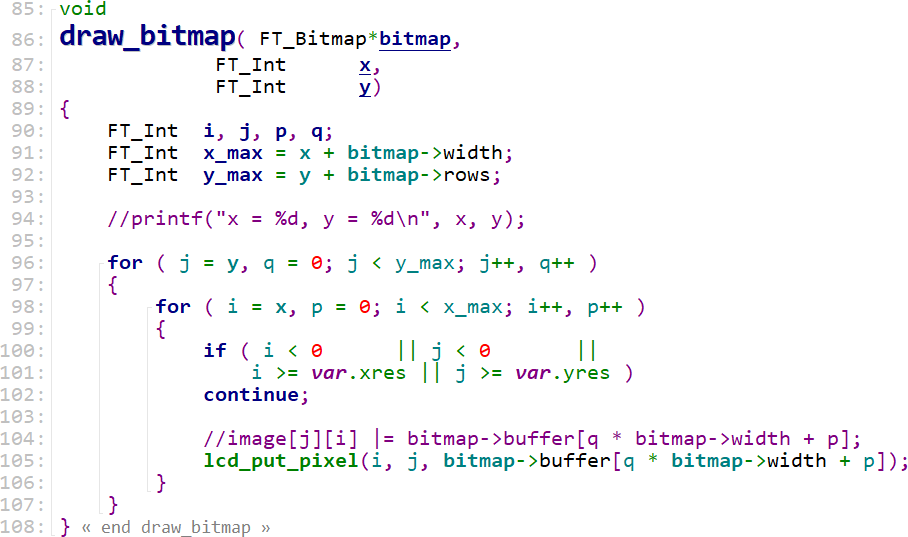 85: void
86: draw_bitmap( FT_Bitmap*bitmap,
87:              FT_Int      x,
88:              FT_Int      y)
89: {
90:     FT_Int  i, j, p, q;
91:     FT_Int  x_max = x + bitmap->width;
92:     FT_Int  y_max = y + bitmap->rows;
93:
94:     //printf("x = %d, y = %d\n", x, y);
95:
96:     for ( j = y, q = 0; j < y_max; j++, q++ )
97:     {
98:         for ( i = x, p = 0; i < x_max; i++, p++ )
99:         {
100:             if ( i < 0      || j < 0       ||
101:                 i >= var.xres || j >= var.yres )
102:             continue;
103:
104:             //image[j][i] |= bitmap->buffer[q * bitmap->width + p];
105:             lcd_put_pixel(i, j, bitmap->buffer[q * bitmap->width + p]);
106:         }
107:     }
108: } « end draw_bitmap »